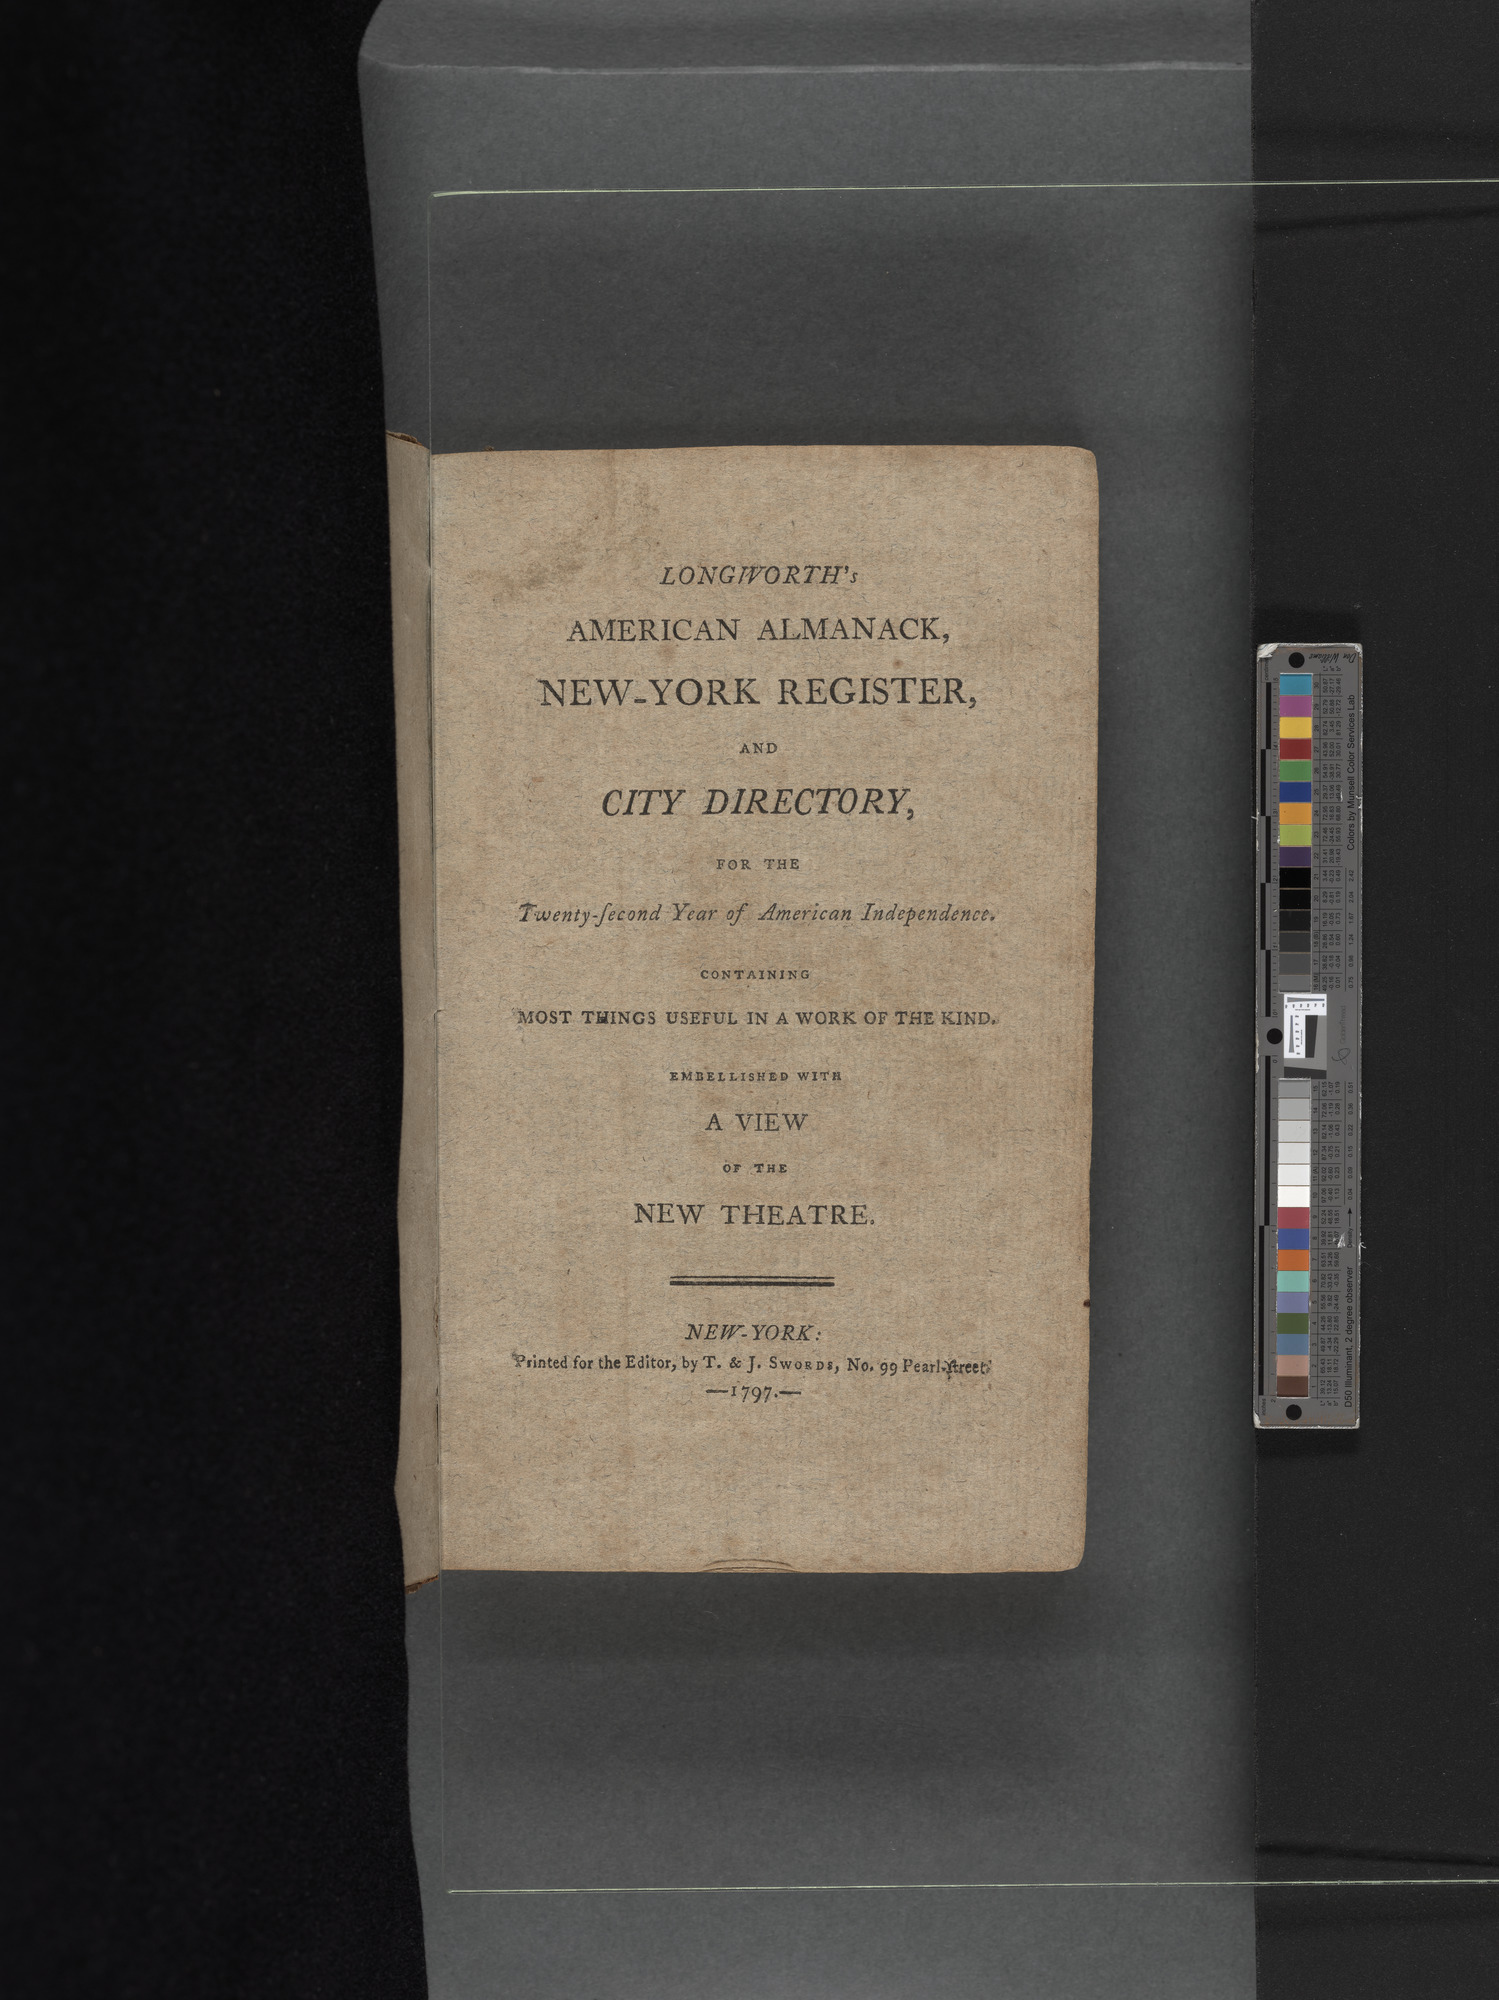 LONGWORTH's
AMERICAN ALMANACK,
NEW-YORK REGISTER,
AND
CITY DIRECTORY,
FOR THE
Twenty-ſecond Year of American Independence.
CONTAINING
MOST THINGS USEFUL IN A WORK OF THE KIND.
EMBELLISHED WITH
A VIEW
OF THE
NEW THEATRE.
NEW-YORK:
Printed for the Editor, by T. & J. SWORDS, No. 99 Pearl-ſtreet.
—1797.—
Colors by Munsell Color Services Lab
D50 Illuminant, 2 degree observer
Don Williams